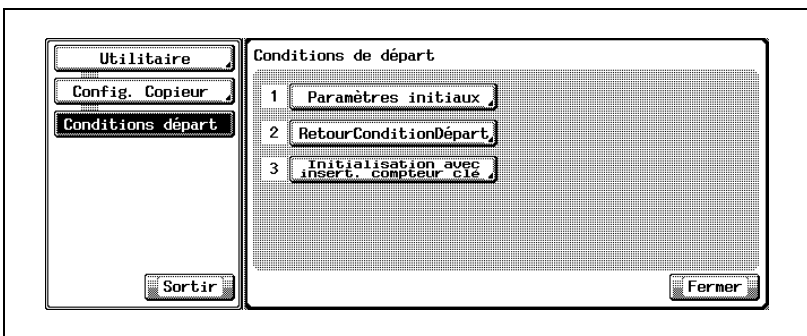 Utilitaire
Config. Copieur
Conditions départ
Sortir
Conditions de départ
1 Paramètres initiaux
2 RetourConditionDépart
3 Initialisation avec
insert. compteur clé
Fermer